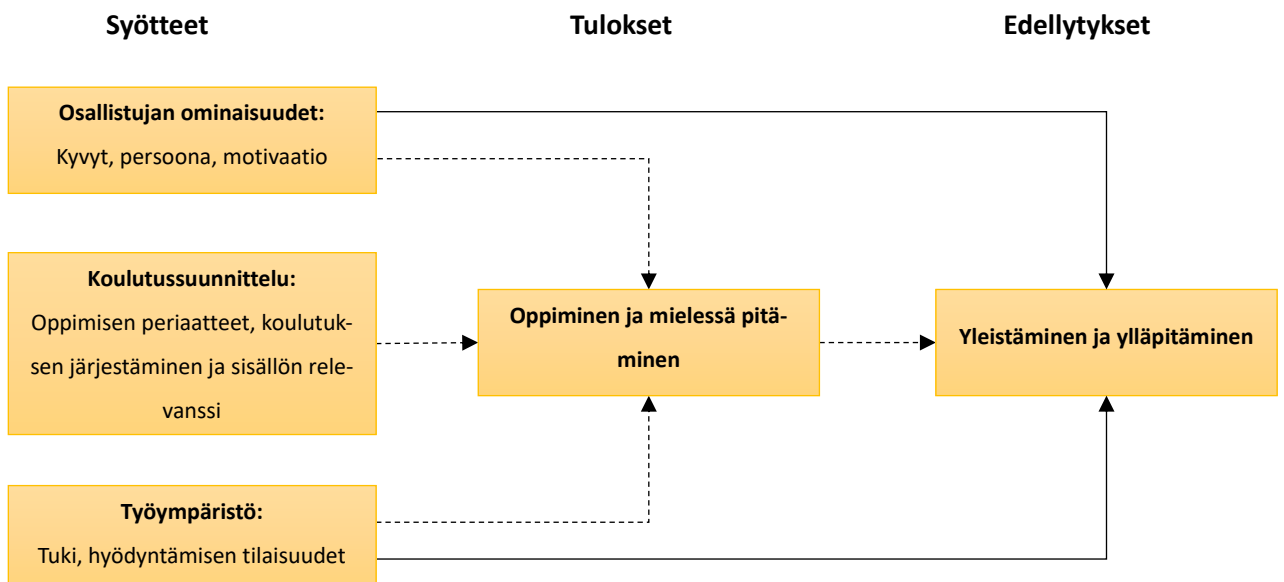 Syötteet
Tulokset
Edellytykset
Osallistujan ominaisuudet:
Kyvyt, persoona, motivaatio
Koulutussuunnittelu:
Oppimisen periaatteet, koulutuk-
sen järjestäminen ja sisällön rele-
vanssi
Oppiminen ja mielessä pitä-
minen
Yleistäminen ja ylläpitäminen
Työympäristö:
Tuki, hyödyntämisen tilaisuudet